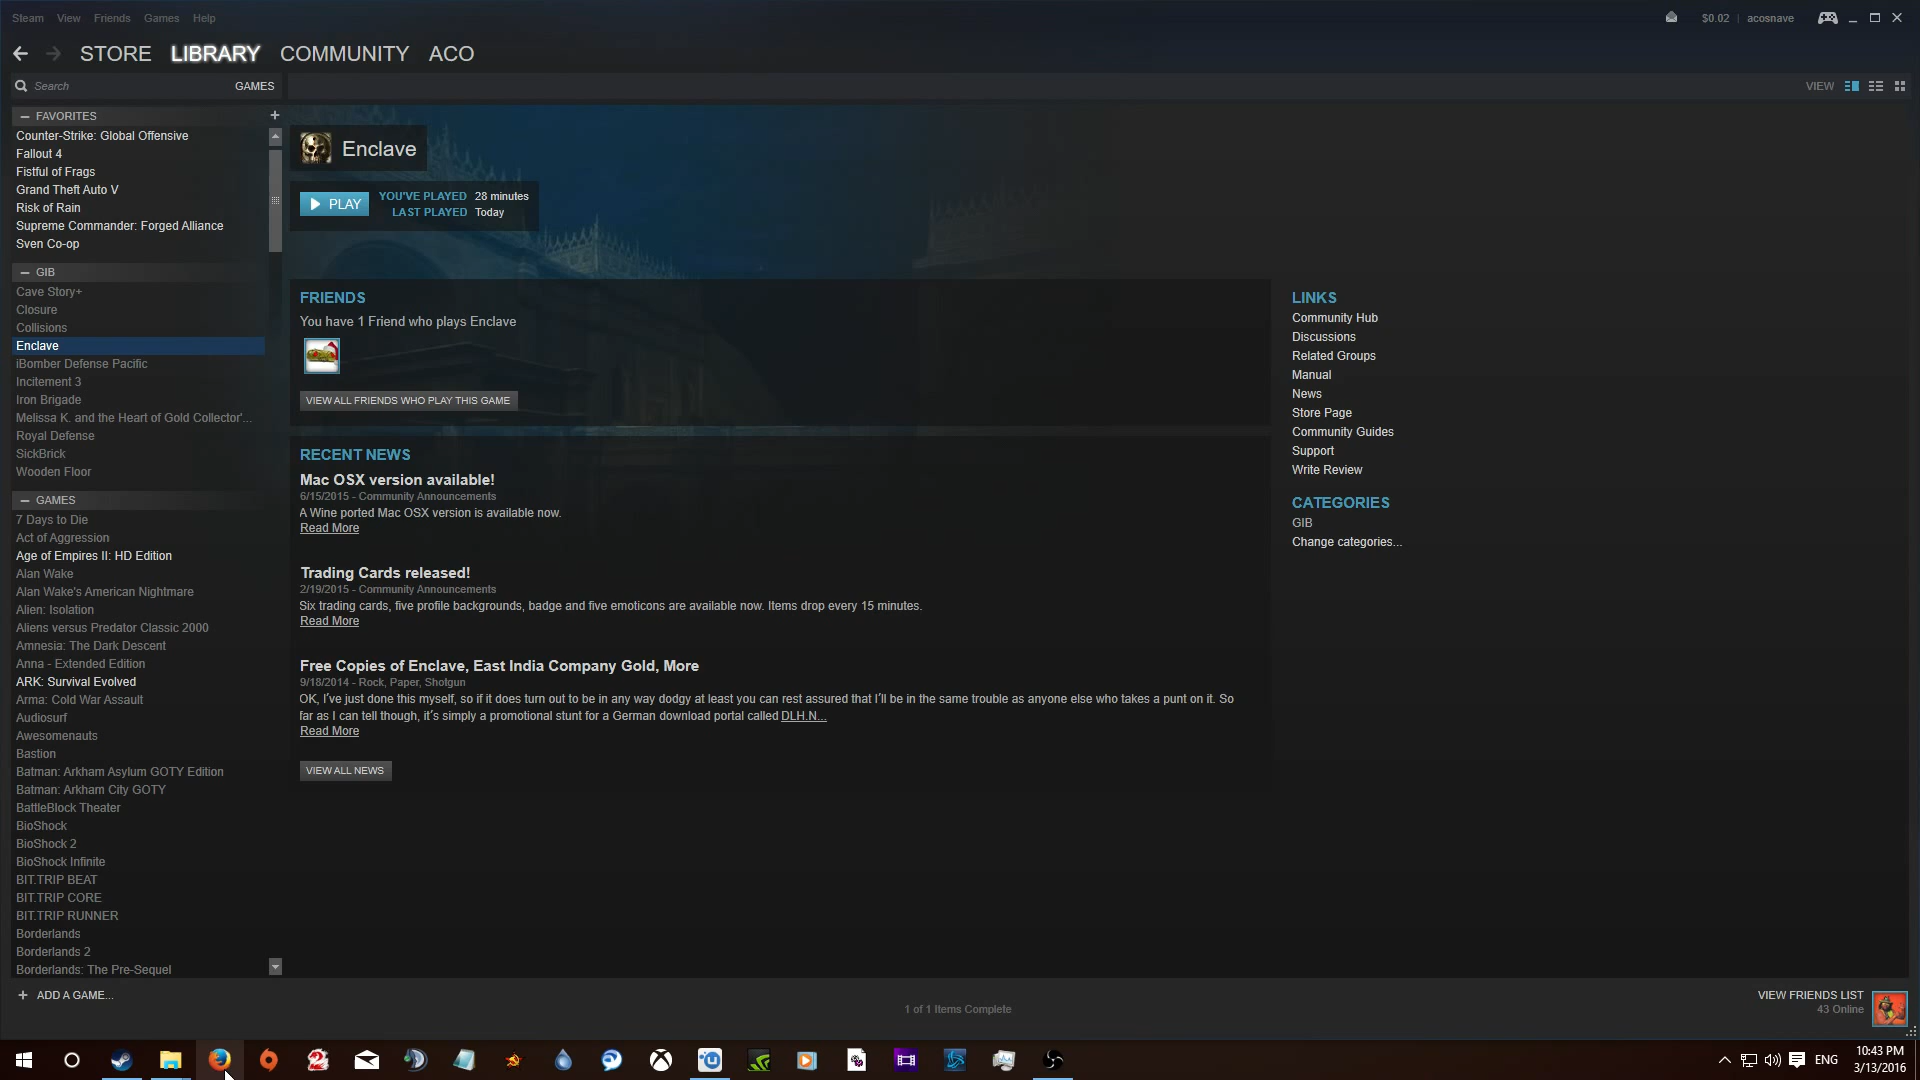 Steam View Friends Games Help
$0.02 | acosnave
STORE LIBRARY COMMUNITY ACO
Search GAMES
VIEW
— FAVORITES +
Counter-Strike: Global Offensive
Fallout 4
Fistful of Frags
Grand Theft Auto V
Risk of Rain
Supreme Commander: Forged Alliance
Sven Co-op
— GIB
Cave Story+
Closure
Collisions
Enclave
iBomber Defense Pacific
Incitement 3
Iron Brigade
Melissa K. and the Heart of Gold Collector'...
Royal Defense
SickBrick
Wooden Floor
— GAMES
7 Days to Die
Act of Aggression
Age of Empires II: HD Edition
Alan Wake
Alan Wake's American Nightmare
Alien: Isolation
Aliens versus Predator Classic 2000
Amnesia: The Dark Descent
Anna - Extended Edition
ARK: Survival Evolved
Arma: Cold War Assault
Audiosurf
Awesomenauts
Bastion
Batman: Arkham Asylum GOTY Edition
Batman: Arkham City GOTY
BattleBlock Theater
BioShock
BioShock 2
BioShock Infinite
BIT.TRIP BEAT
BIT.TRIP CORE
BIT.TRIP RUNNER
Borderlands
Borderlands 2
Borderlands: The Pre-Sequel
+ ADD A GAME...
Enclave
PLAY
YOU'VE PLAYED 28 minutes
LAST PLAYED Today
FRIENDS
You have 1 Friend who plays Enclave
VIEW ALL FRIENDS WHO PLAY THIS GAME
RECENT NEWS
Mac OSX version available!
6/15/2015 - Community Announcements
A Wine ported Mac OSX version is available now.
Read More
Trading Cards released!
2/19/2015 - Community Announcements
Six trading cards, five profile backgrounds, badge and five emoticons are available now. Items drop every 15 minutes.
Read More
Free Copies of Enclave, East India Company Gold, More
9/18/2014 - Rock, Paper, Shotgun
OK, I've just done this myself, so if it does turn out to be in any way dodgy at least you can rest assured that I'll be in the same trouble as anyone else who takes a punt on it. So
far as I can tell though, it's simply a promotional stunt for a German download portal called DLH.N...
Read More
VIEW ALL NEWS
LINKS
Community Hub
Discussions
Related Groups
Manual
News
Store Page
Community Guides
Support
Write Review
CATEGORIES
GIB
Change categories...
1 of 1 Items Complete
VIEW FRIENDS LIST
43 Online
ENG
10:43 PM
3/13/2016